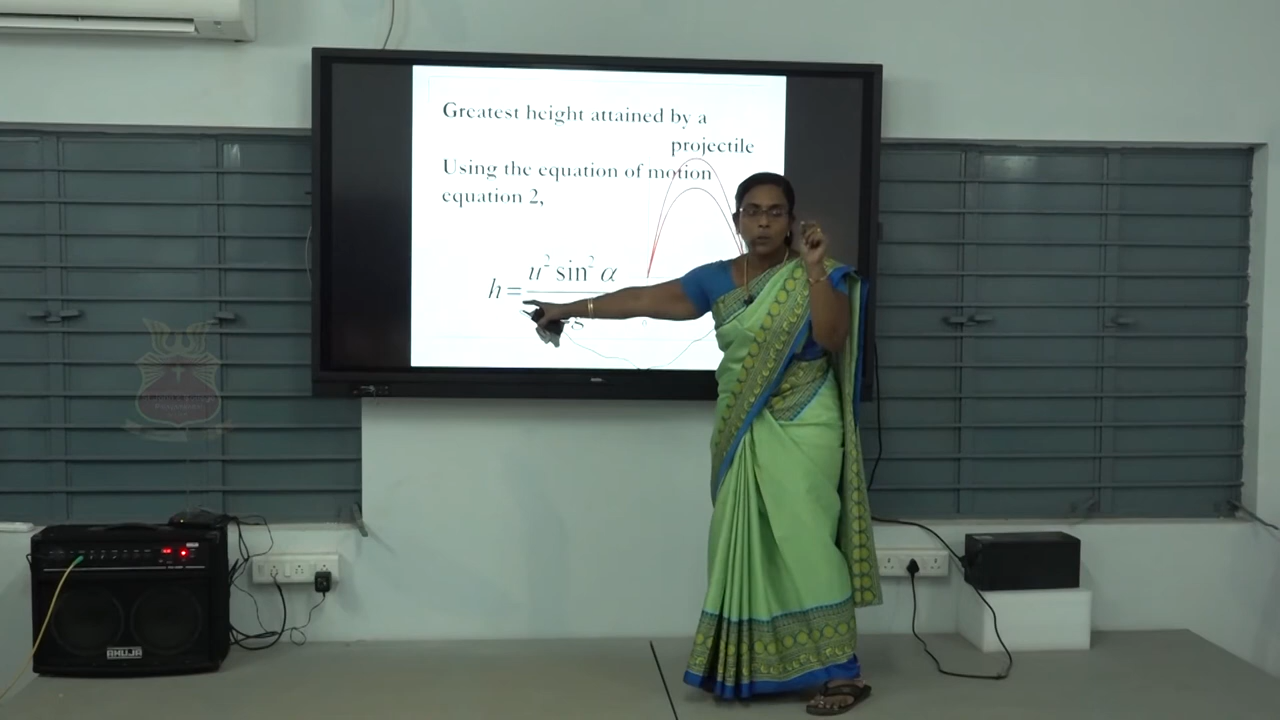 Greatest height attained by a
projectile
Using the equation of motion
equation 2,
h = u² sin² α
g
AHUJA